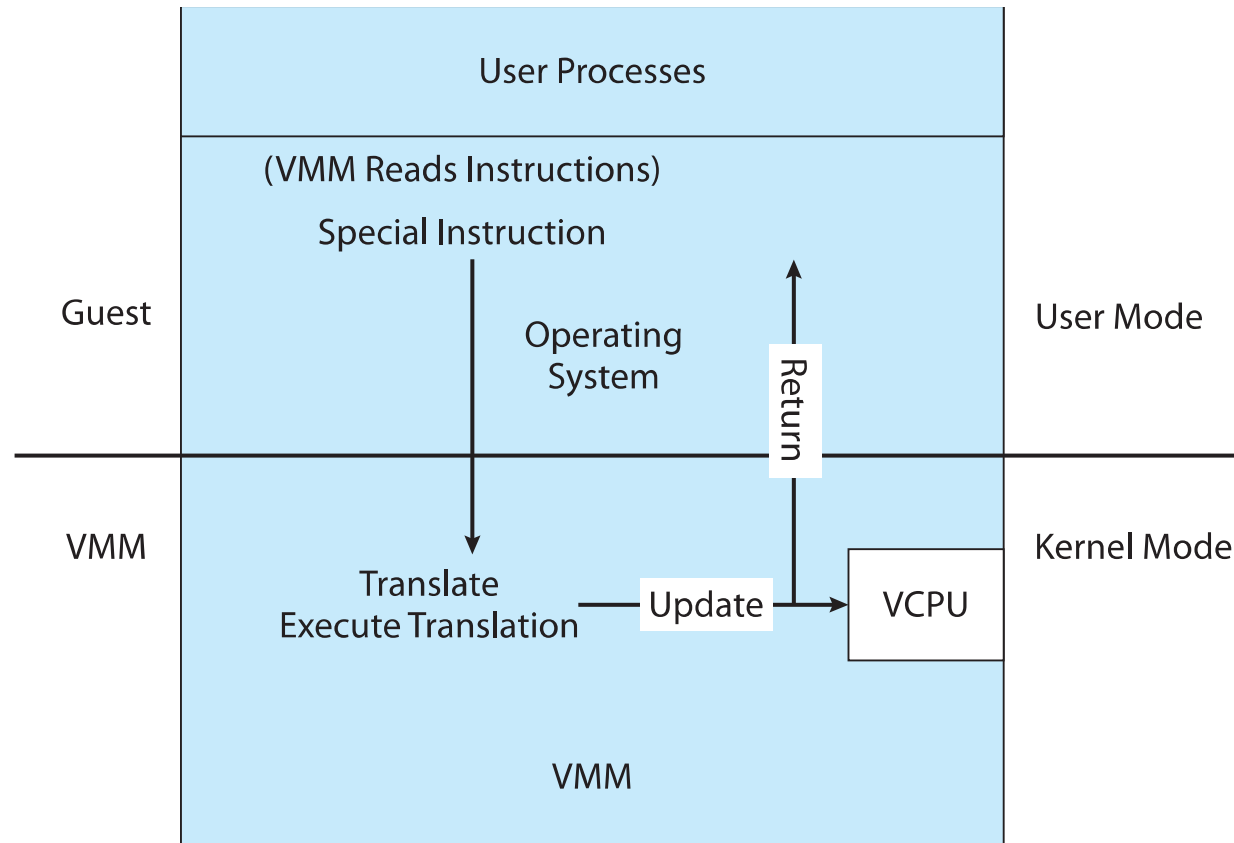 User Processes
(VMM Reads Instructions)
Special Instruction
Guest
Operating
System
Return
User Mode
VMM
Kernel Mode
Translate
Execute Translation
Update
VCPU
VMM